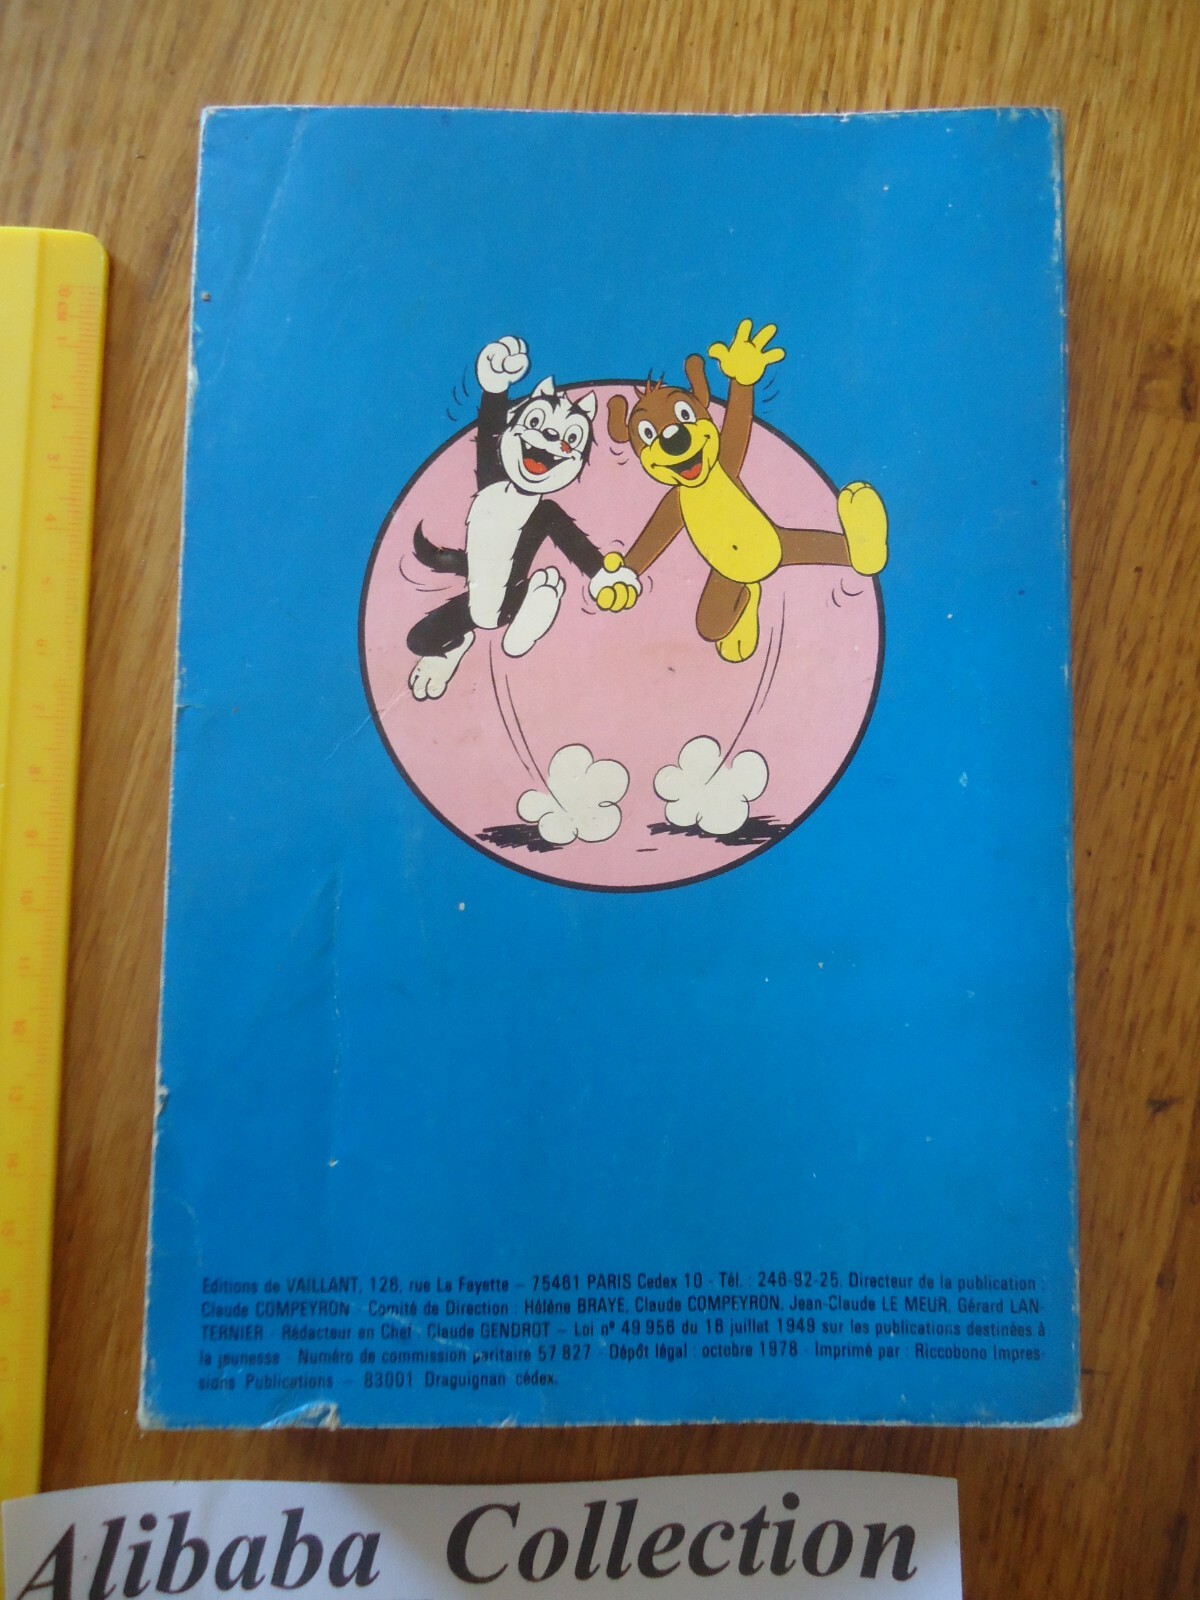 Editions de VAILLANT, 126, rue La Fayette – 75461 PARIS Cedex 10 - Tél. : 246-92-25. Directeur de la publication :
Claude COMPEYRON - Comité de Direction : Hélène BRAYE, Claude COMPEYRON, Jean-Claude LE MEUR, Gérard LAN-
TERNIER - Rédacteur en Chef - Claude GENDROT – Loi nº 49 956 du 16 juillet 1949 sur les publications destinées à
la jeunesse - Numéro de commission paritaire 57 827 - Dépôt légal : octobre 1978 - Imprimé par : Riccobono Impres-
sions Publications – 83001 Draguignan cédex.
Alibaba Collection